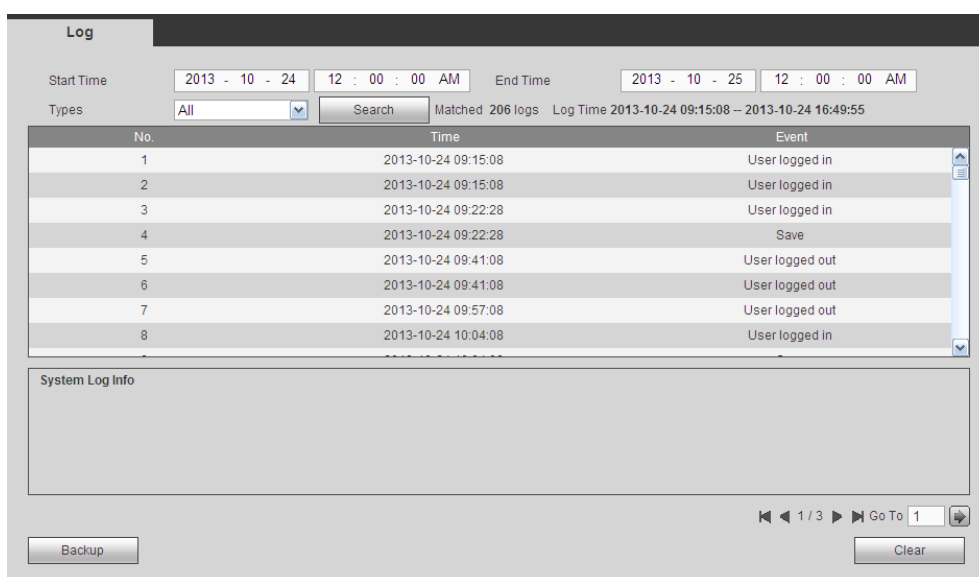 Log
Start Time 2013 - 10 - 24 12 : 00 : 00 AM End Time 2013 - 10 - 25 12 : 00 : 00 AM
Types All Search Matched 206 logs Log Time 2013-10-24 09:15:08 -- 2013-10-24 16:49:55
No. Time Event
1 2013-10-24 09:15:08 User logged in
2 2013-10-24 09:15:08 User logged in
3 2013-10-24 09:22:28 User logged in
4 2013-10-24 09:22:28 Save
5 2013-10-24 09:41:08 User logged out
6 2013-10-24 09:41:08 User logged out
7 2013-10-24 09:57:08 User logged out
8 2013-10-24 10:04:08 User logged in
System Log Info
1 / 3 Go To 1
Backup Clear